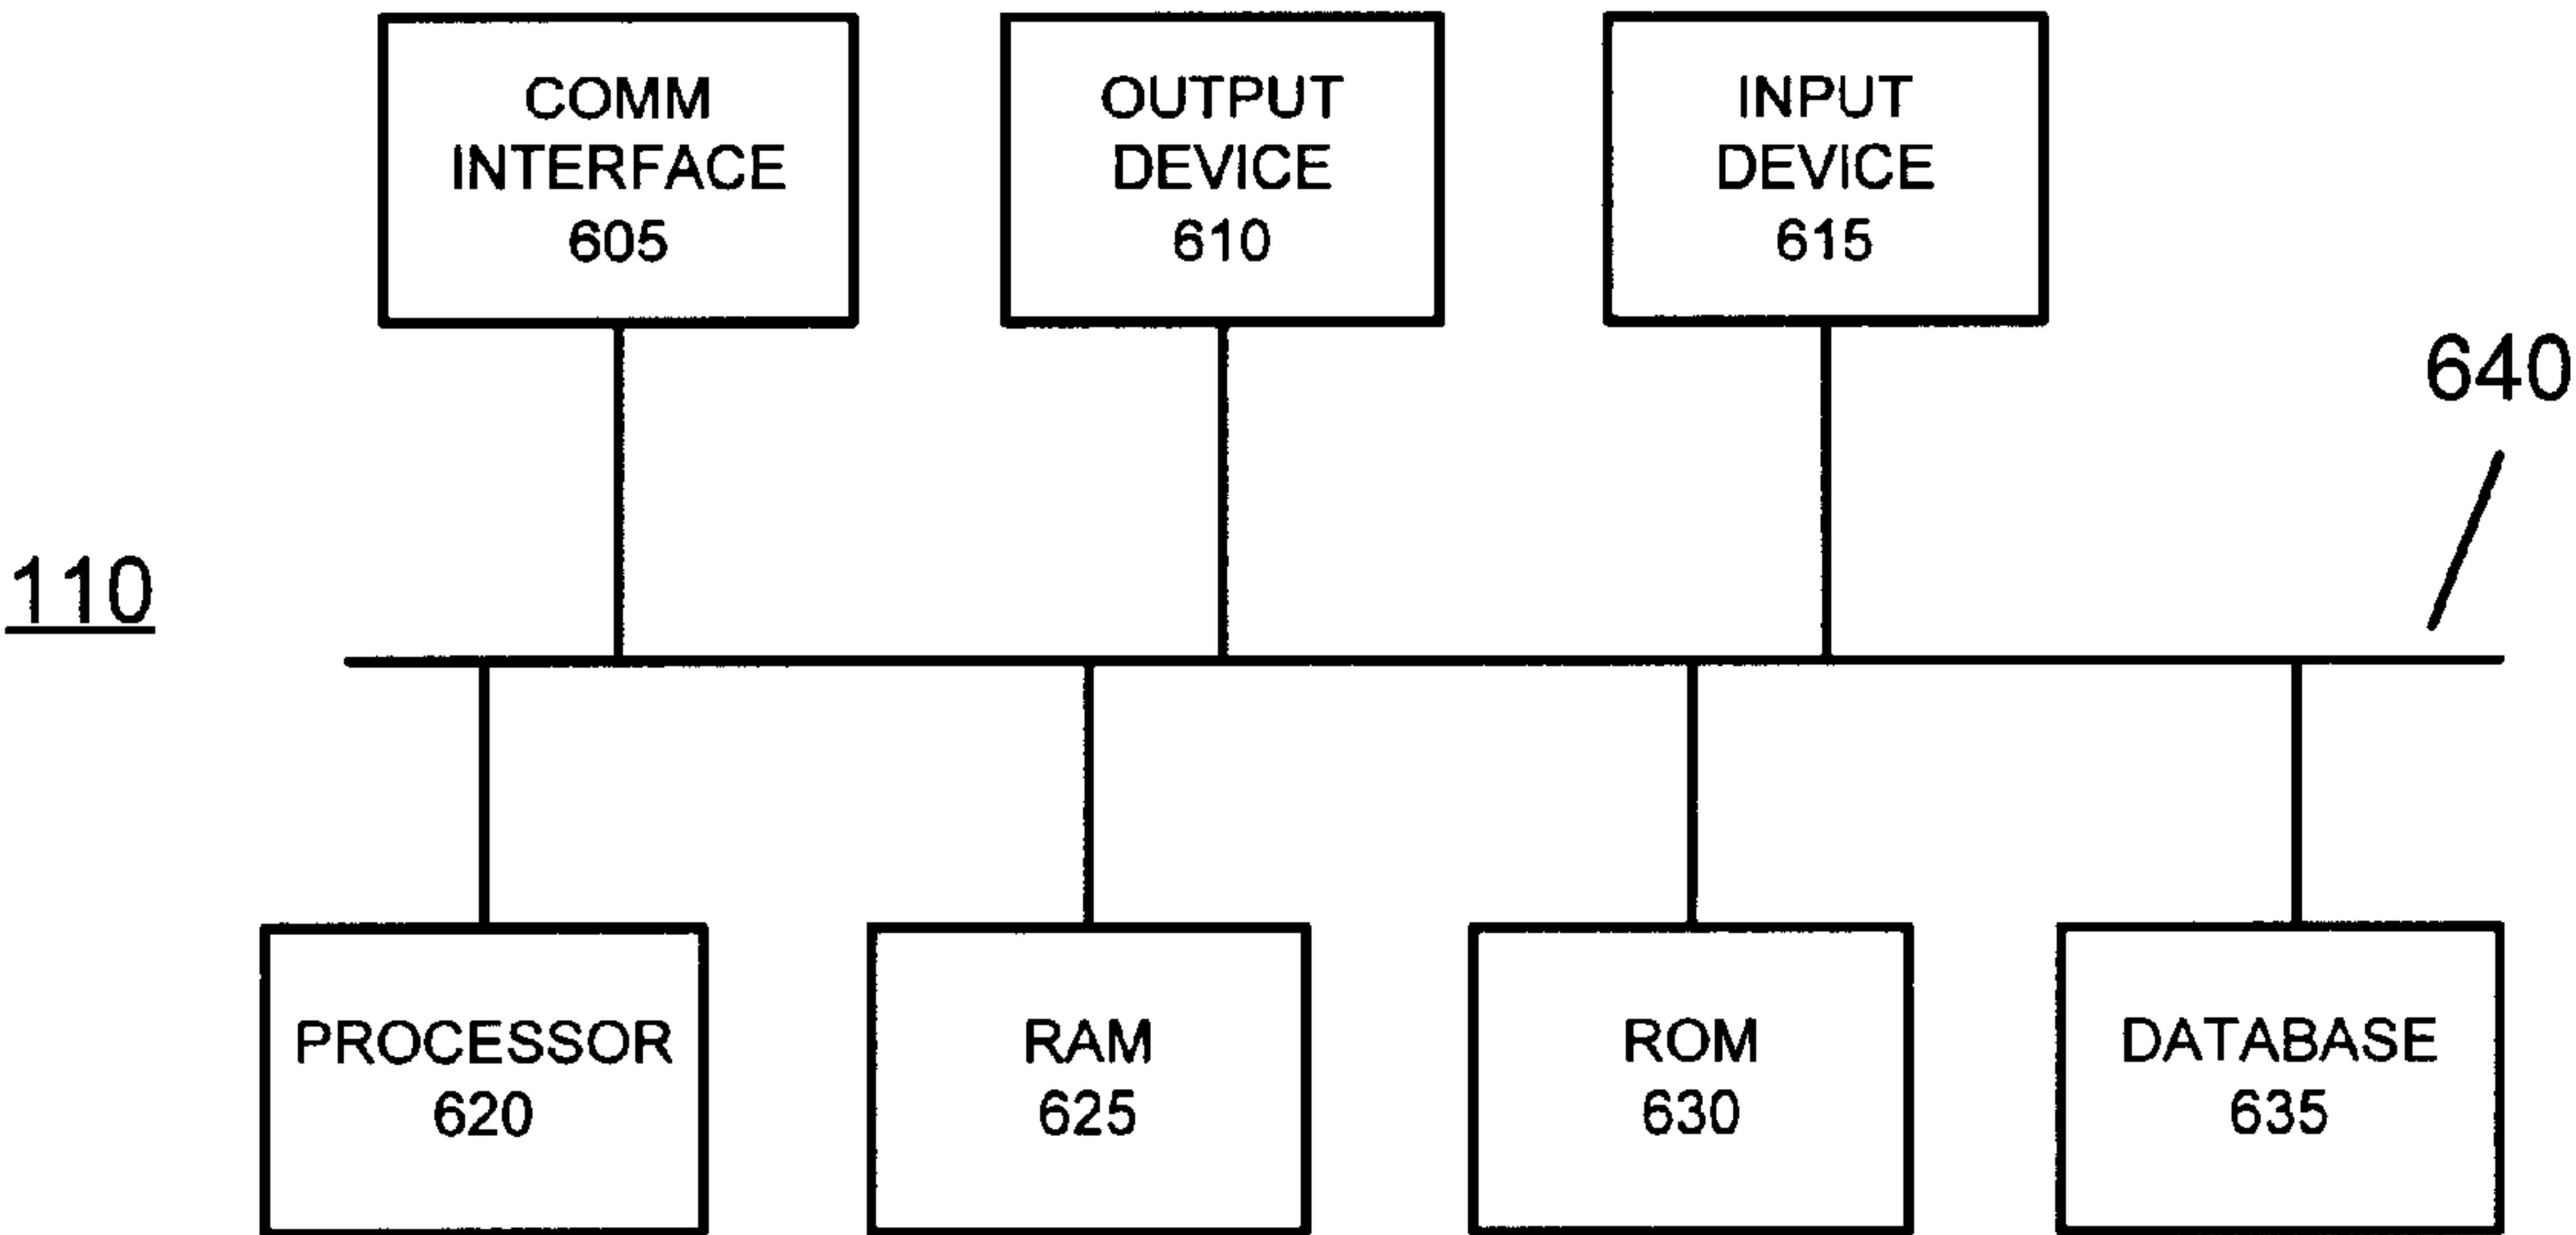 COMM
INTERFACE
605
OUTPUT
DEVICE
610
INPUT
DEVICE
615
640
110
PROCESSOR
620
RAM
625
ROM
630
DATABASE
635